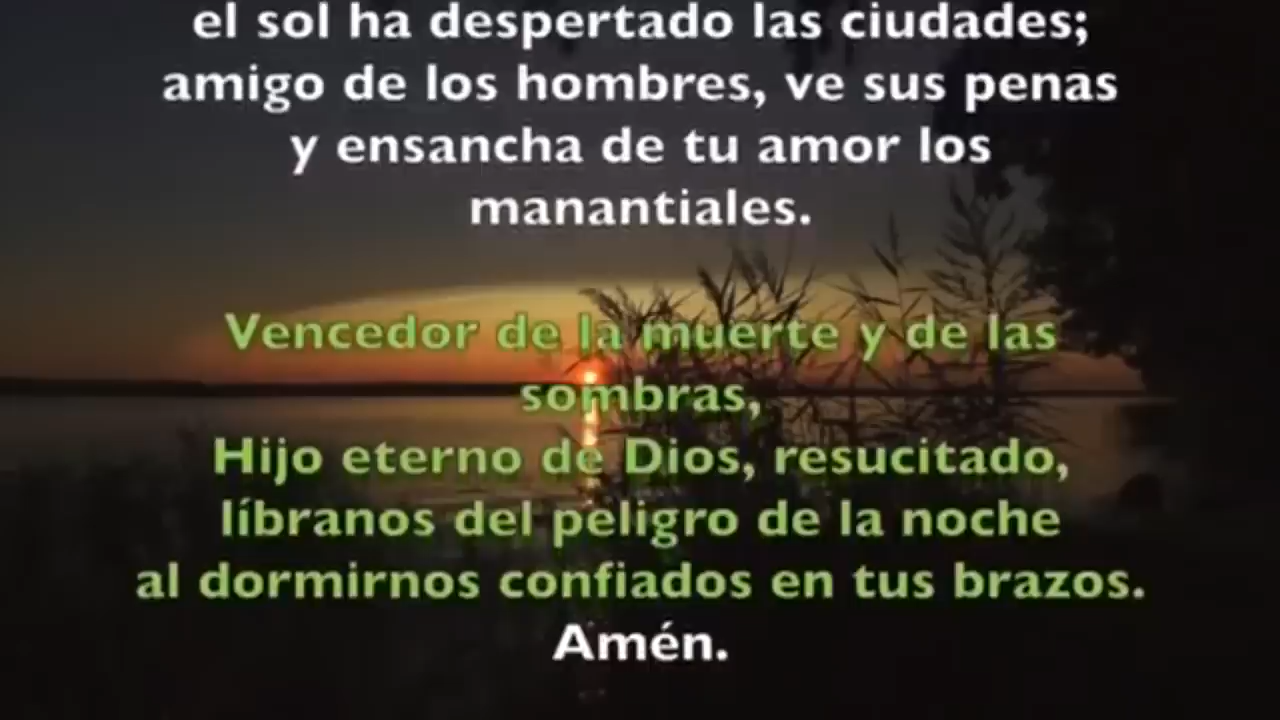 el sol ha despertado las ciudades;
amigo de los hombres, ve sus penas
y ensancha de tu amor los
manantiales.
Vencedor de la muerte y de las
sombras,
Hijo eterno de Dios, resucitado,
líbranos del peligro de la noche
al dormirnos confiados en tus brazos.
Amén.